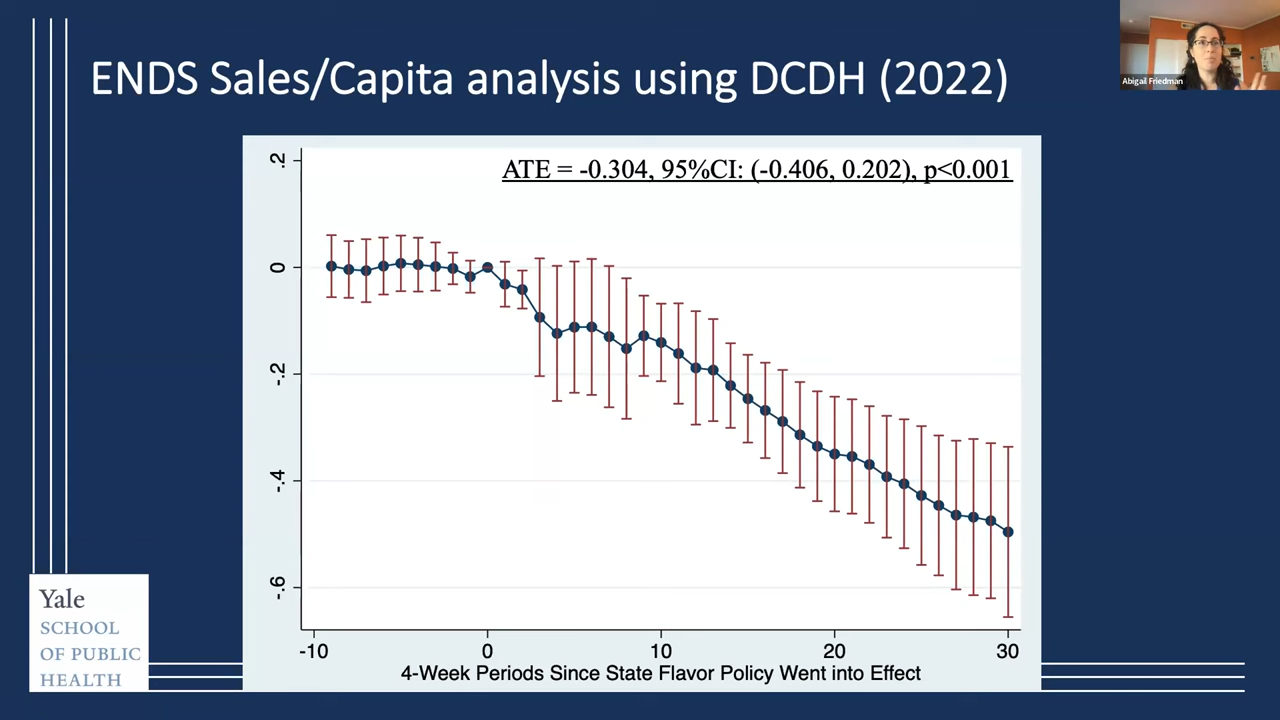 ENDS Sales/Capita analysis using DCDH (2022)
Abigail Friedman
ATE = -0.304, 95%CI: (-0.406, 0.202), p<0.001
.2
0
-.2
-.4
-.6
-10
0
10
20
30
4-Week Periods Since State Flavor Policy Went into Effect
Yale
SCHOOL
OF PUBLIC
HEALTH